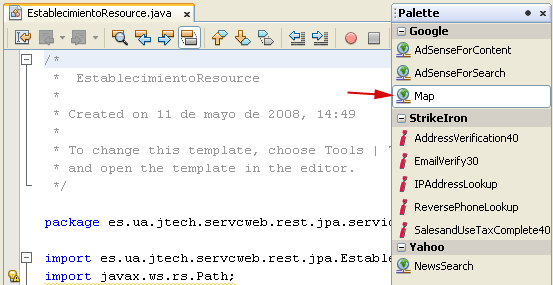 EstablecimientoResource.java
/*
*  EstablecimientoResource
*
* Created on 11 de mayo de 2008, 14:49
*
* To change this template, choose Tools |
* and open the template in the editor.
*/
package es.ua.jtech.servcweb.rest.jpa.servi
import es.ua.jtech.servcweb.rest.jpa.Estable
import javax.ws.rs.Path;
Palette
Google
AdSenseForContent
AdSenseForSearch
Map
StrikeIron
AddressVerification40
EmailVerify30
IPAddressLookup
ReversePhoneLookup
SalesandUseTaxComplete40
Yahoo
NewsSearch